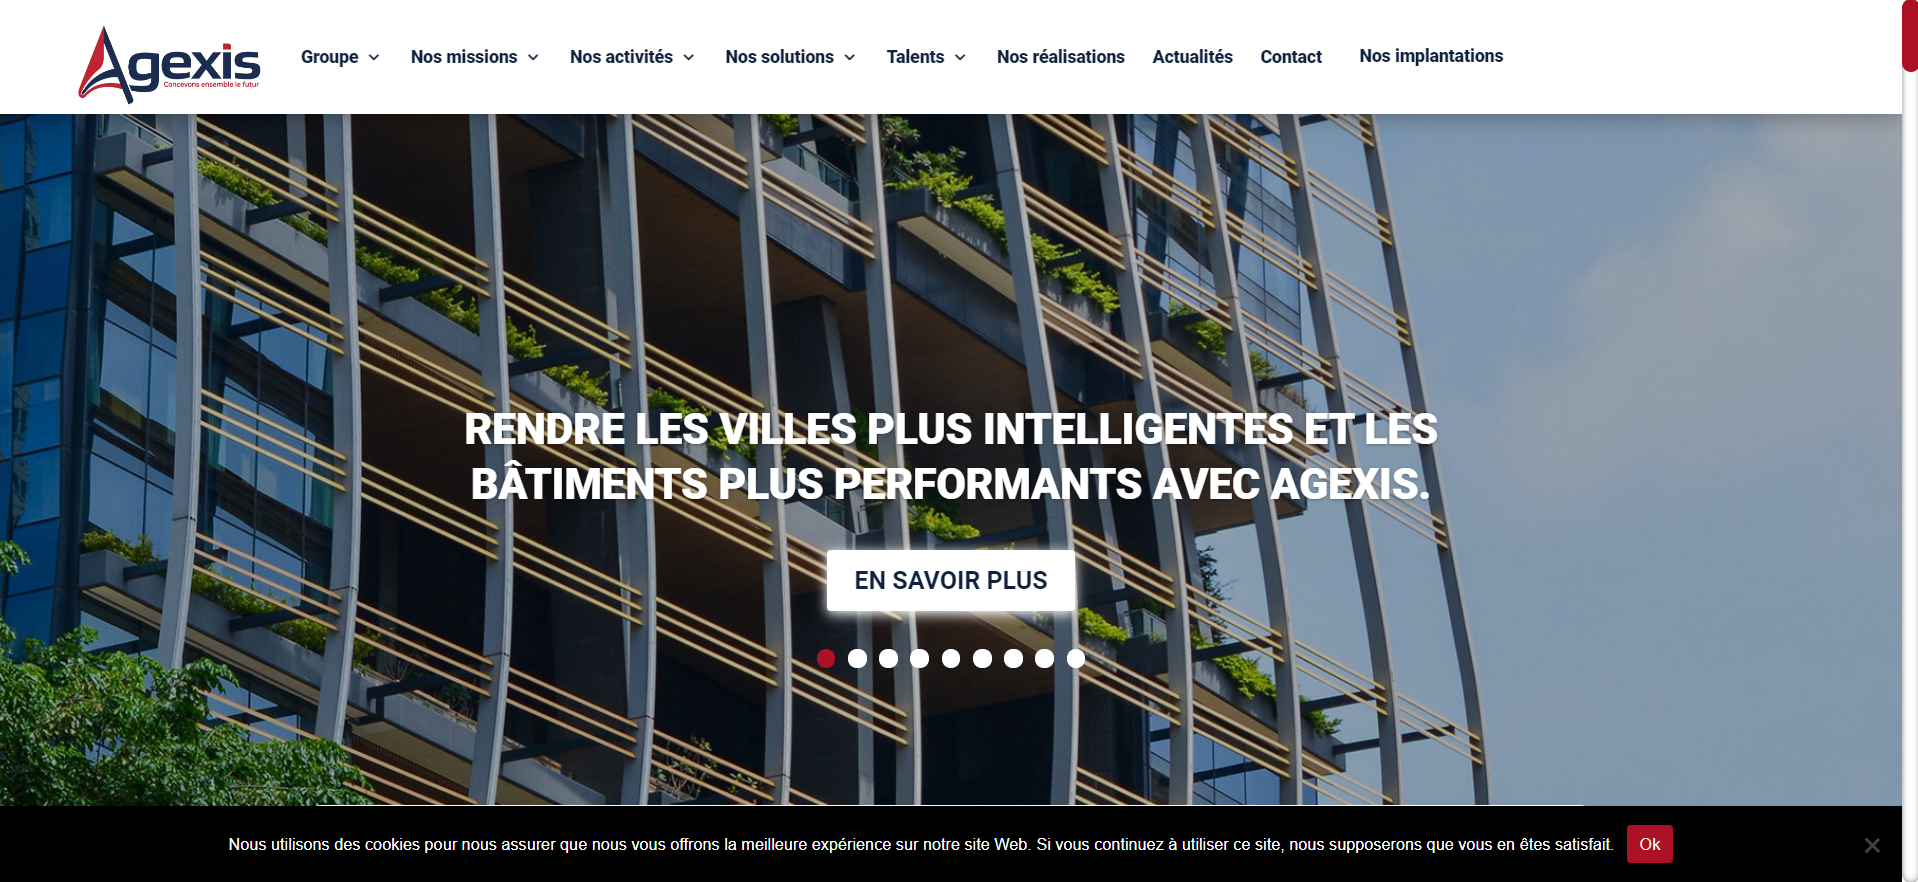 Agexis
Concevons ensemble le futur
Groupe
Nos missions
Nos activités
Nos solutions
Talents
Nos réalisations
Actualités
Contact
Nos implantations
RENDRE LES VILLES PLUS INTELLIGENTES ET LES
BÂTIMENTS PLUS PERFORMANTS AVEC AGEXIS.
EN SAVOIR PLUS
Nous utilisons des cookies pour nous assurer que nous vous offrons la meilleure expérience sur notre site Web. Si vous continuez à utiliser ce site, nous supposerons que vous en êtes satisfait.
Ok